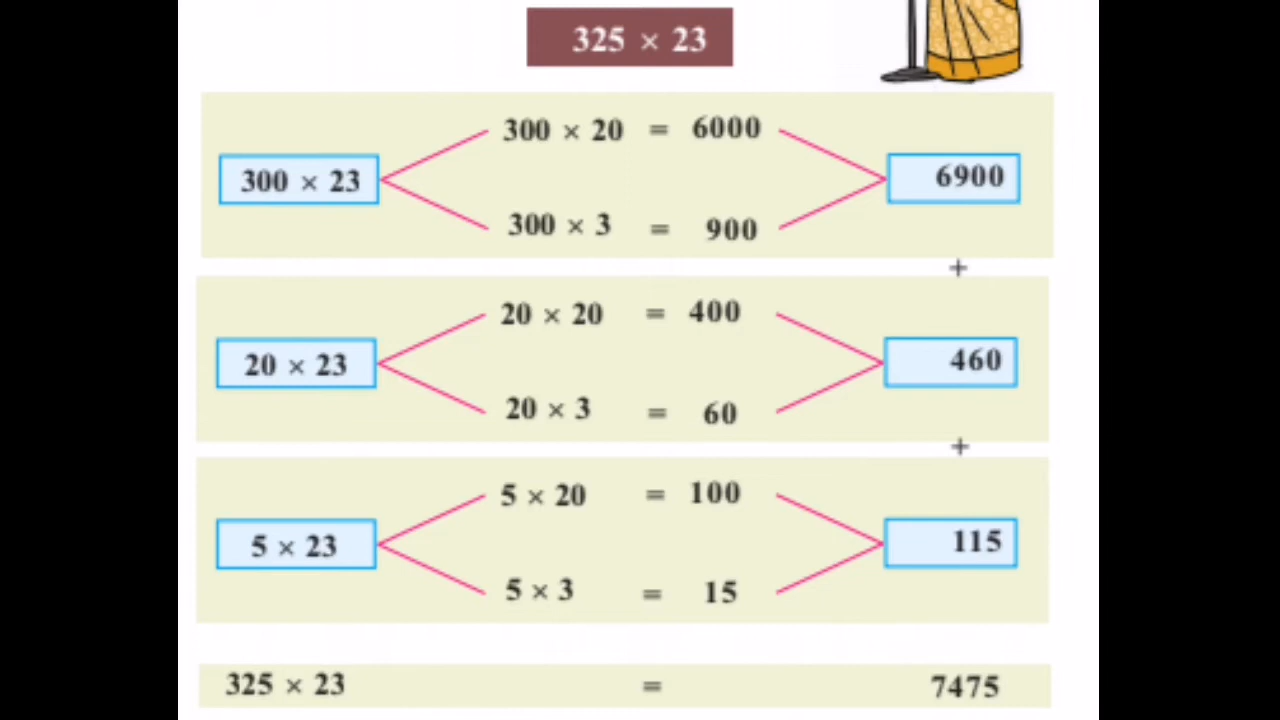 325 × 23
300 × 20 = 6000
300 × 23
6900
300 × 3 = 900
+
20 × 20 = 400
20 × 23
460
20 × 3 = 60
+
5 × 20 = 100
5 × 23
115
5 × 3 = 15
325 × 23 = 7475